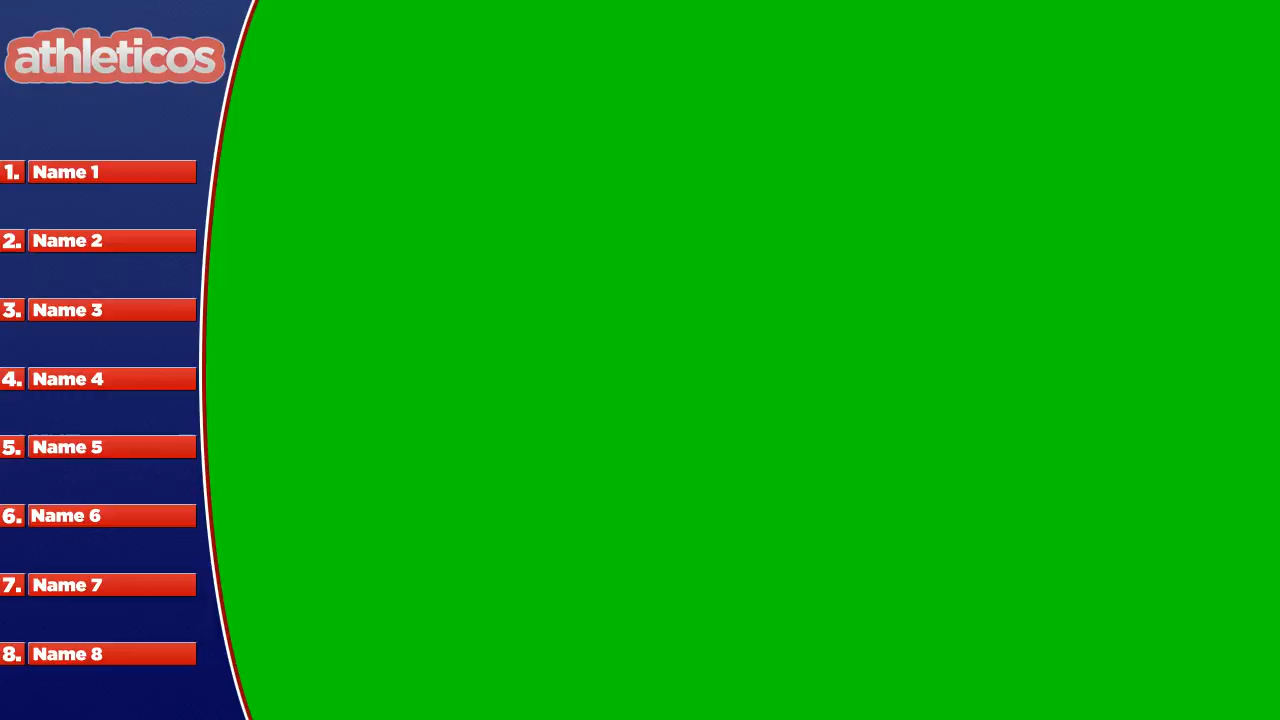 athleticos
1. Name 1
2. Name 2
3. Name 3
4. Name 4
5. Name 5
6. Name 6
7. Name 7
8. Name 8